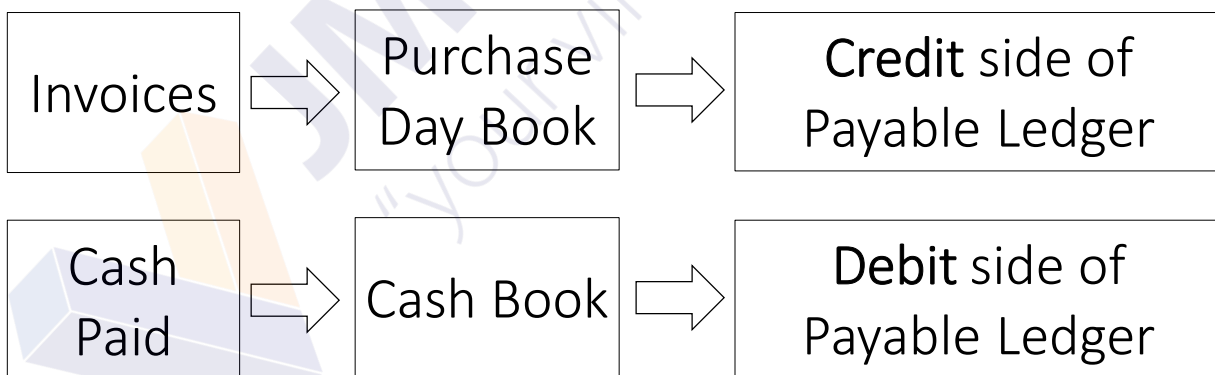 Invoices
Purchase
Day Book
Credit side of
Payable Ledger
Cash
Paid
Cash Book
Debit side of
Payable Ledger